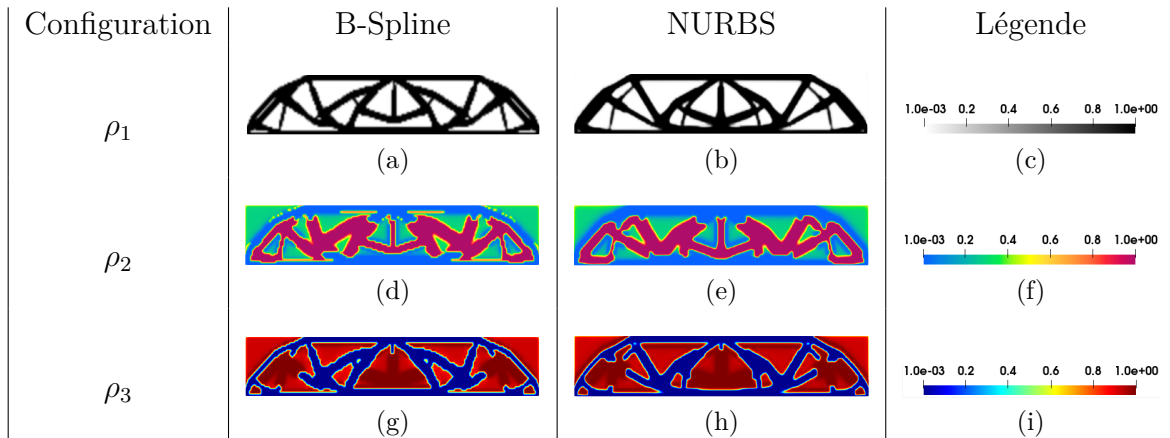 Configuration B-Spline NURBS Légende
ρ1
1.0e-03 0.2 0.4 0.6 0.8 1.0e+00
(a) (b) (c)
ρ2
1.0e-03 0.2 0.4 0.6 0.8 1.0e+00
(d) (e) (f)
ρ3
1.0e-03 0.2 0.4 0.6 0.8 1.0e+00
(g) (h) (i)